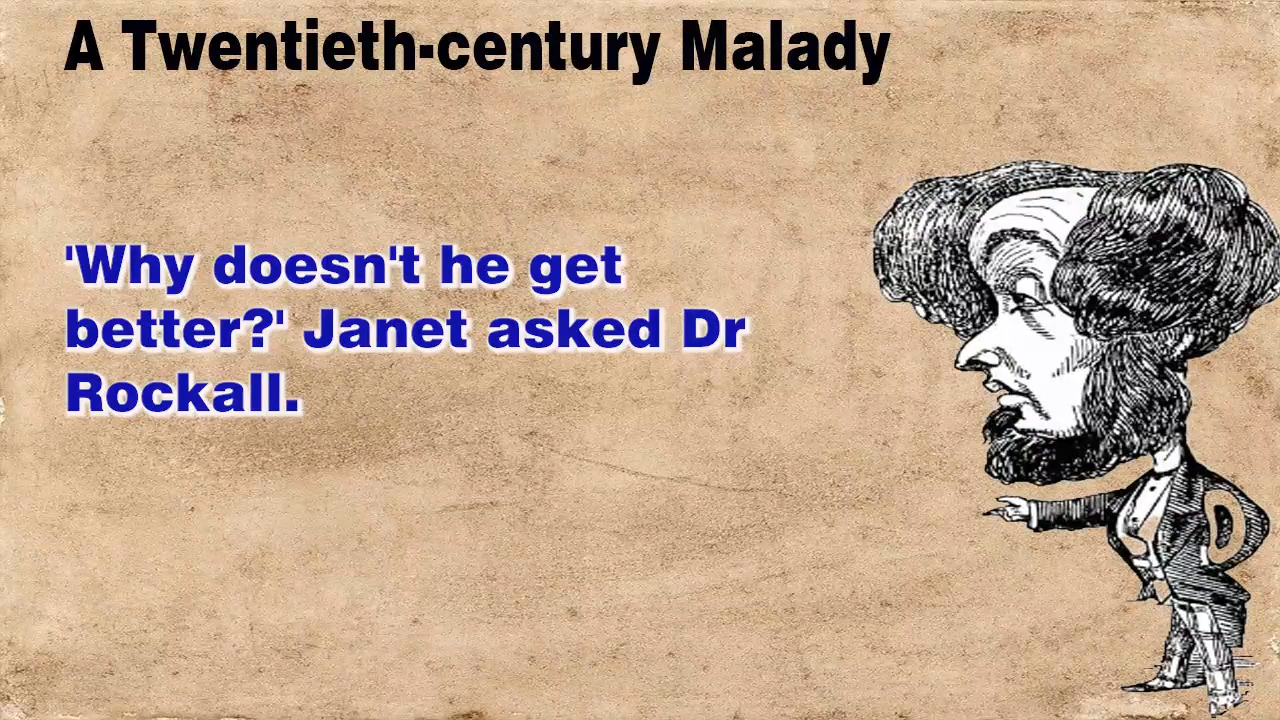 A Twentieth-century Malady
'Why doesn't he get
better?' Janet asked Dr
Rockall.